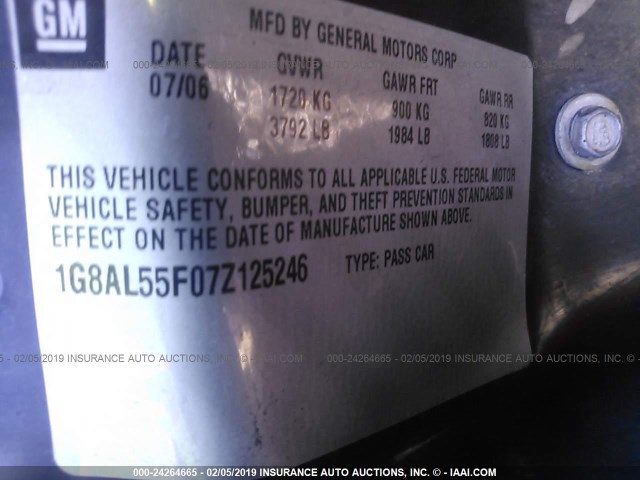 GM
MFD BY GENERAL MOTORS CORP
DATE GVWR GAWR FRT GAWR RR
07/06 1720 KG 900 KG 820 KG
3792 LB 1984 LB 1808 LB
THIS VEHICLE CONFORMS TO ALL APPLICABLE U.S. FEDERAL MOTOR
VEHICLE SAFETY, BUMPER, AND THEFT PREVENTION STANDARDS IN
EFFECT ON THE DATE OF MANUFACTURE SHOWN ABOVE.
1G8AL55F07Z125246 TYPE: PASS CAR
000-24264665 - 02/05/2019 INSURANCE AUTO AUCTIONS, INC. © - IAAI.COM